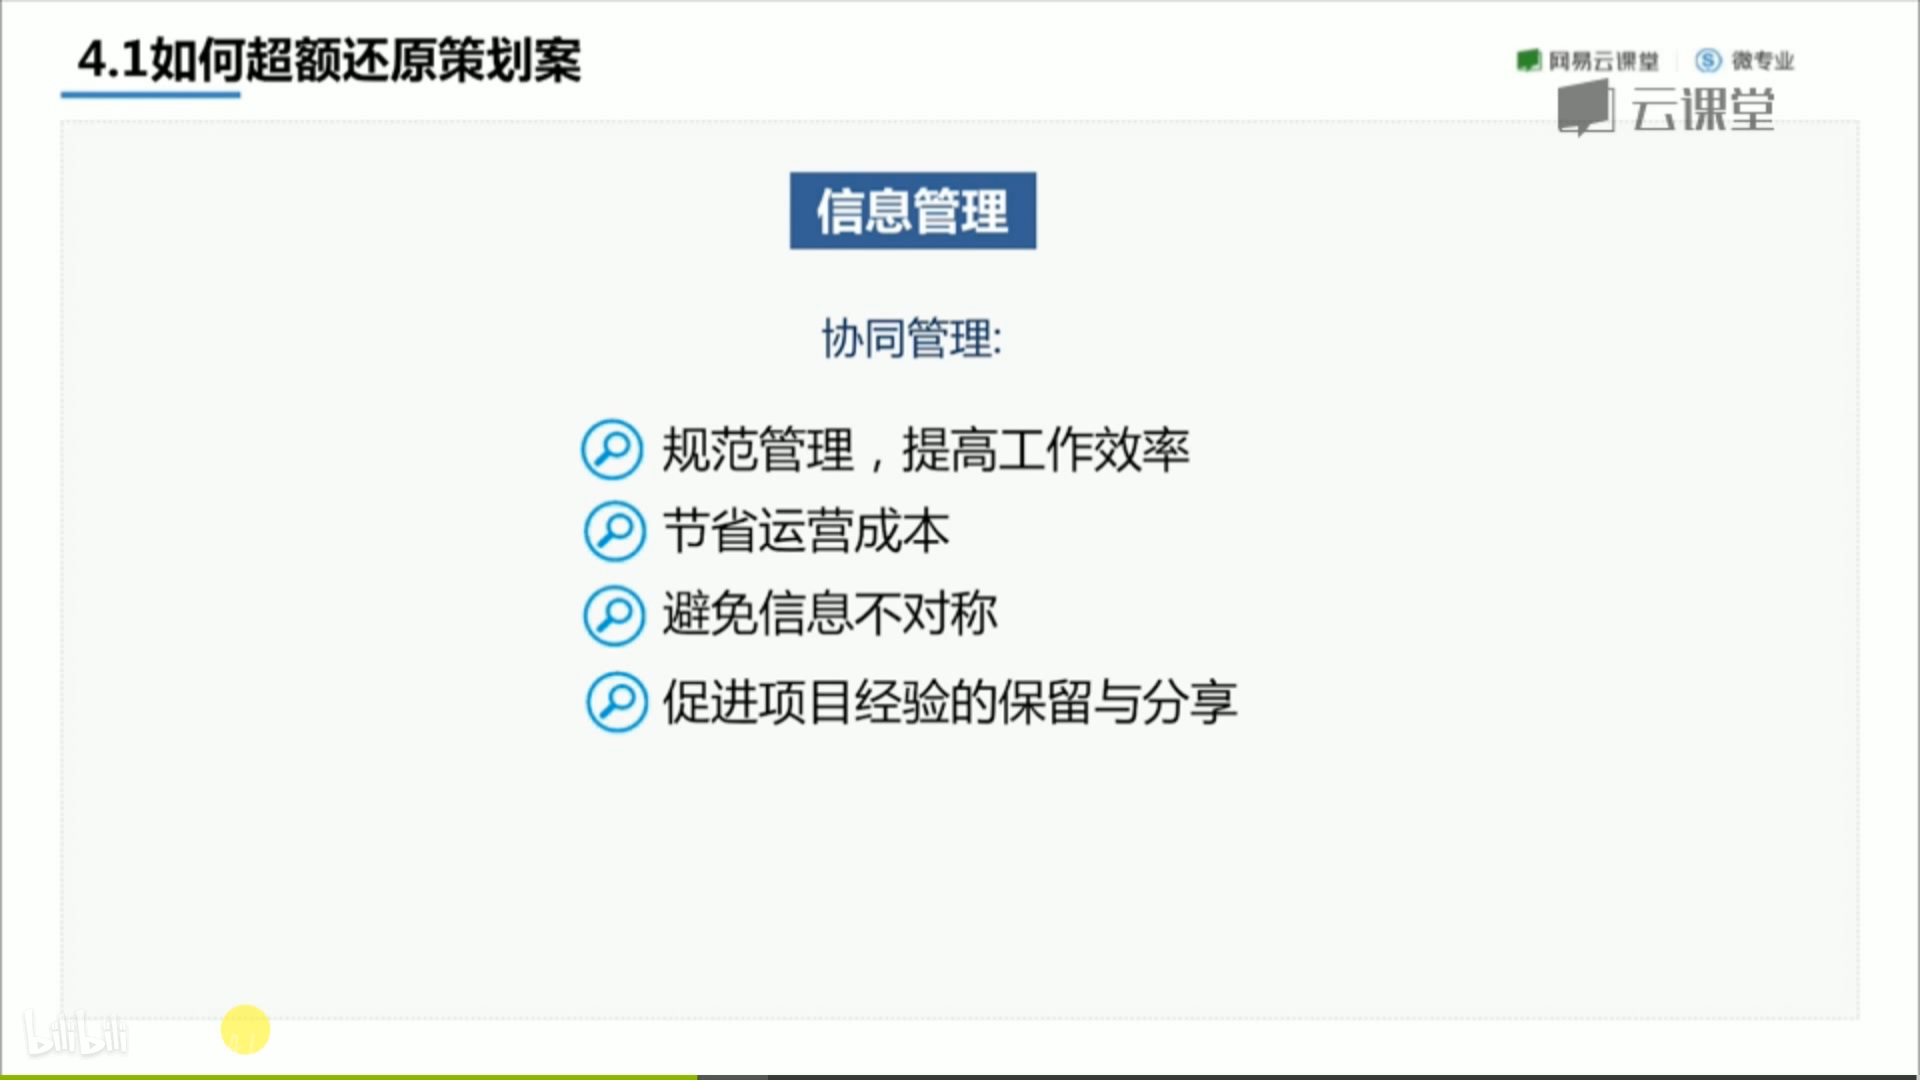 4.1如何超额还原策划案
网易云课堂 微专业
云课堂
信息管理
协同管理:
规范管理，提高工作效率
节省运营成本
避免信息不对称
促进项目经验的保留与分享
bilibili